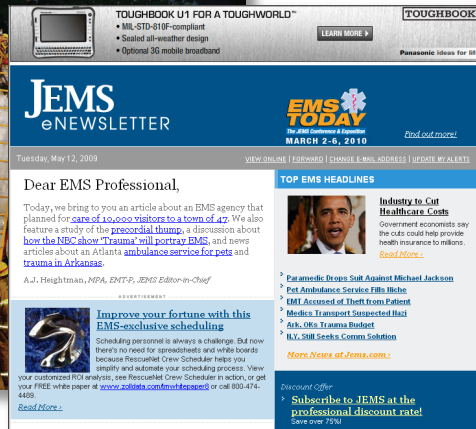 TOUGHBOOK U1 FOR A TOUGHWORLD™
• MIL-STD-810F-compliant
• Sealed all-weather design
• Optional 3G mobile broadband
LEARN MORE
TOUGHBOOK
Panasonic ideas for li
JEMS
eNEWSLETTER
EMS
TODAY
The JEMS Conference & Exposition
MARCH 2-6, 2010
Find out more!
Tuesday, May 12, 2009
VIEW ONLINE | FORWARD | CHANGE E-MAIL ADDRESS | UPDATE MY ALERTS
Dear EMS Professional,
Today, we bring to you an article about an EMS agency that
planned for care of 10,000 visitors to a town of 47. We also
feature a study of the precordial thump, a discussion about
how the NBC show 'Trauma' will portray EMS, and news
articles about an Atlanta ambulance service for pets and
trauma in Arkansas.
A.J. Heightman, MPA, EMT-P, JEMS Editor-in-Chief
ADVERTISEMENT
Improve your fortune with this
EMS-exclusive scheduling
Scheduling personnel is always a challenge. But now
there's no need for spreadsheets and white boards
because RescueNet Crew Scheduler helps you
simplify and automate your scheduling process. View
your customized ROI analysis, see RescueNet Crew Scheduler in action, or get
your FREE white paper at www.zolldata.com/tmwhitepaper8 or call 800-474-
4489.
Read More ›
TOP EMS HEADLINES
Industry to Cut
Healthcare Costs
Government economists say
the cuts could help provide
health insurance to millions.
Read More ›
› Paramedic Drops Suit Against Michael Jackson
› Pet Ambulance Service Fills Niche
› EMT Accused of Theft from Patient
› Medics Transport Suspected Nazi
› Ark. OKs Trauma Budget
› N.Y. Still Seeks Comm Solution
More News at Jems.com ›
Discount Offer
› Subscribe to JEMS at the
professional discount rate!
Save over 75%!